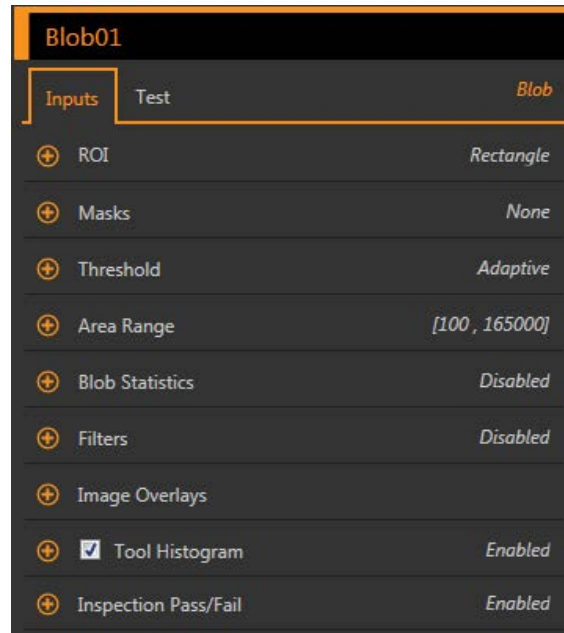 Blob01
Inputs Test Blob
ROI Rectangle
Masks None
Threshold Adaptive
Area Range [100 , 165000]
Blob Statistics Disabled
Filters Disabled
Image Overlays
Tool Histogram Enabled
Inspection Pass/Fail Enabled